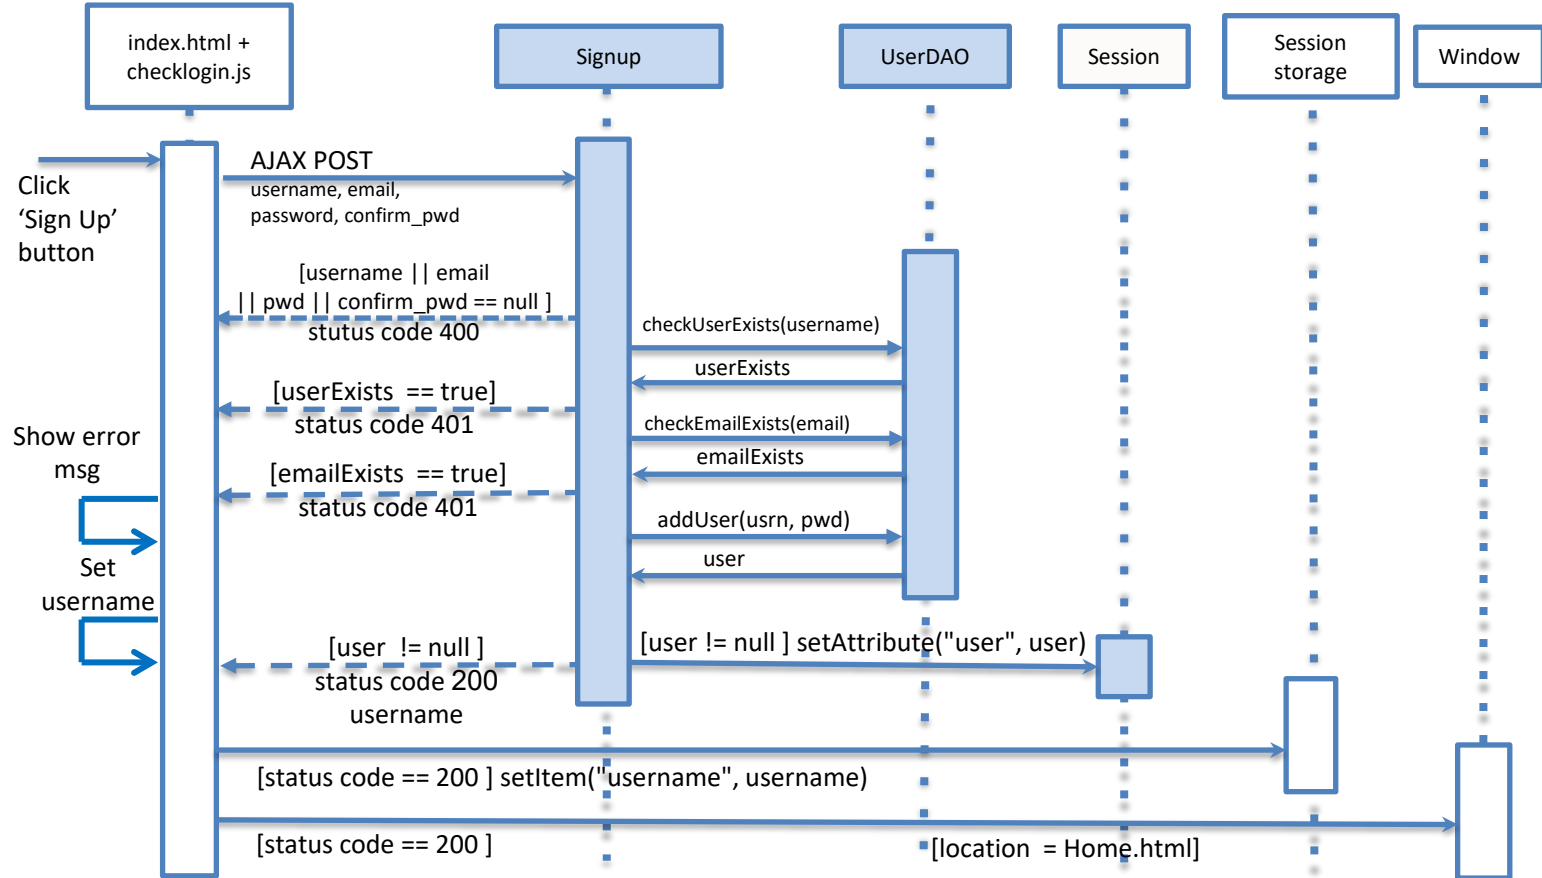 index.html +
checklogin.js
Signup
UserDAO
Session
Session
storage
Window
Click
‘Sign Up’
button
AJAX POST
username, email,
password, confirm_pwd
[username || email
|| pwd || confirm_pwd == null ]
stutus code 400
checkUserExists(username)
userExists
[userExists == true]
status code 401
checkEmailExists(email)
emailExists
Show error
msg
[emailExists == true]
status code 401
addUser(usrn, pwd)
user
Set
username
[user != null ]
status code 200
username
[user != null ] setAttribute("user", user)
[status code == 200 ] setItem("username", username)
[status code == 200 ]
[location = Home.html]